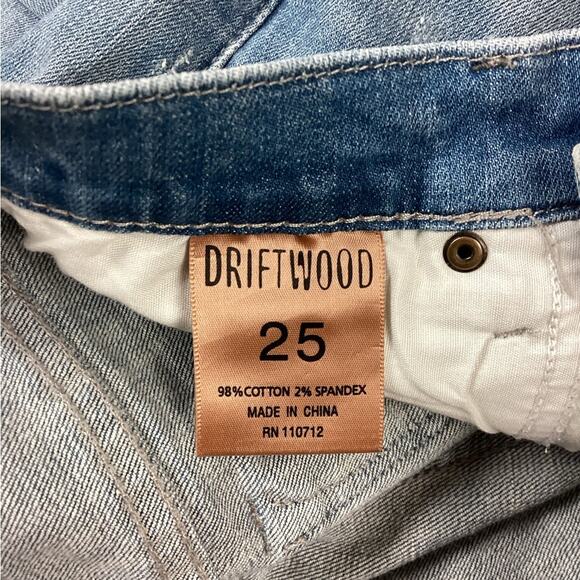 DRIFTWOOD
25
98% COTTON 2% SPANDEX
MADE IN CHINA
RN 110712